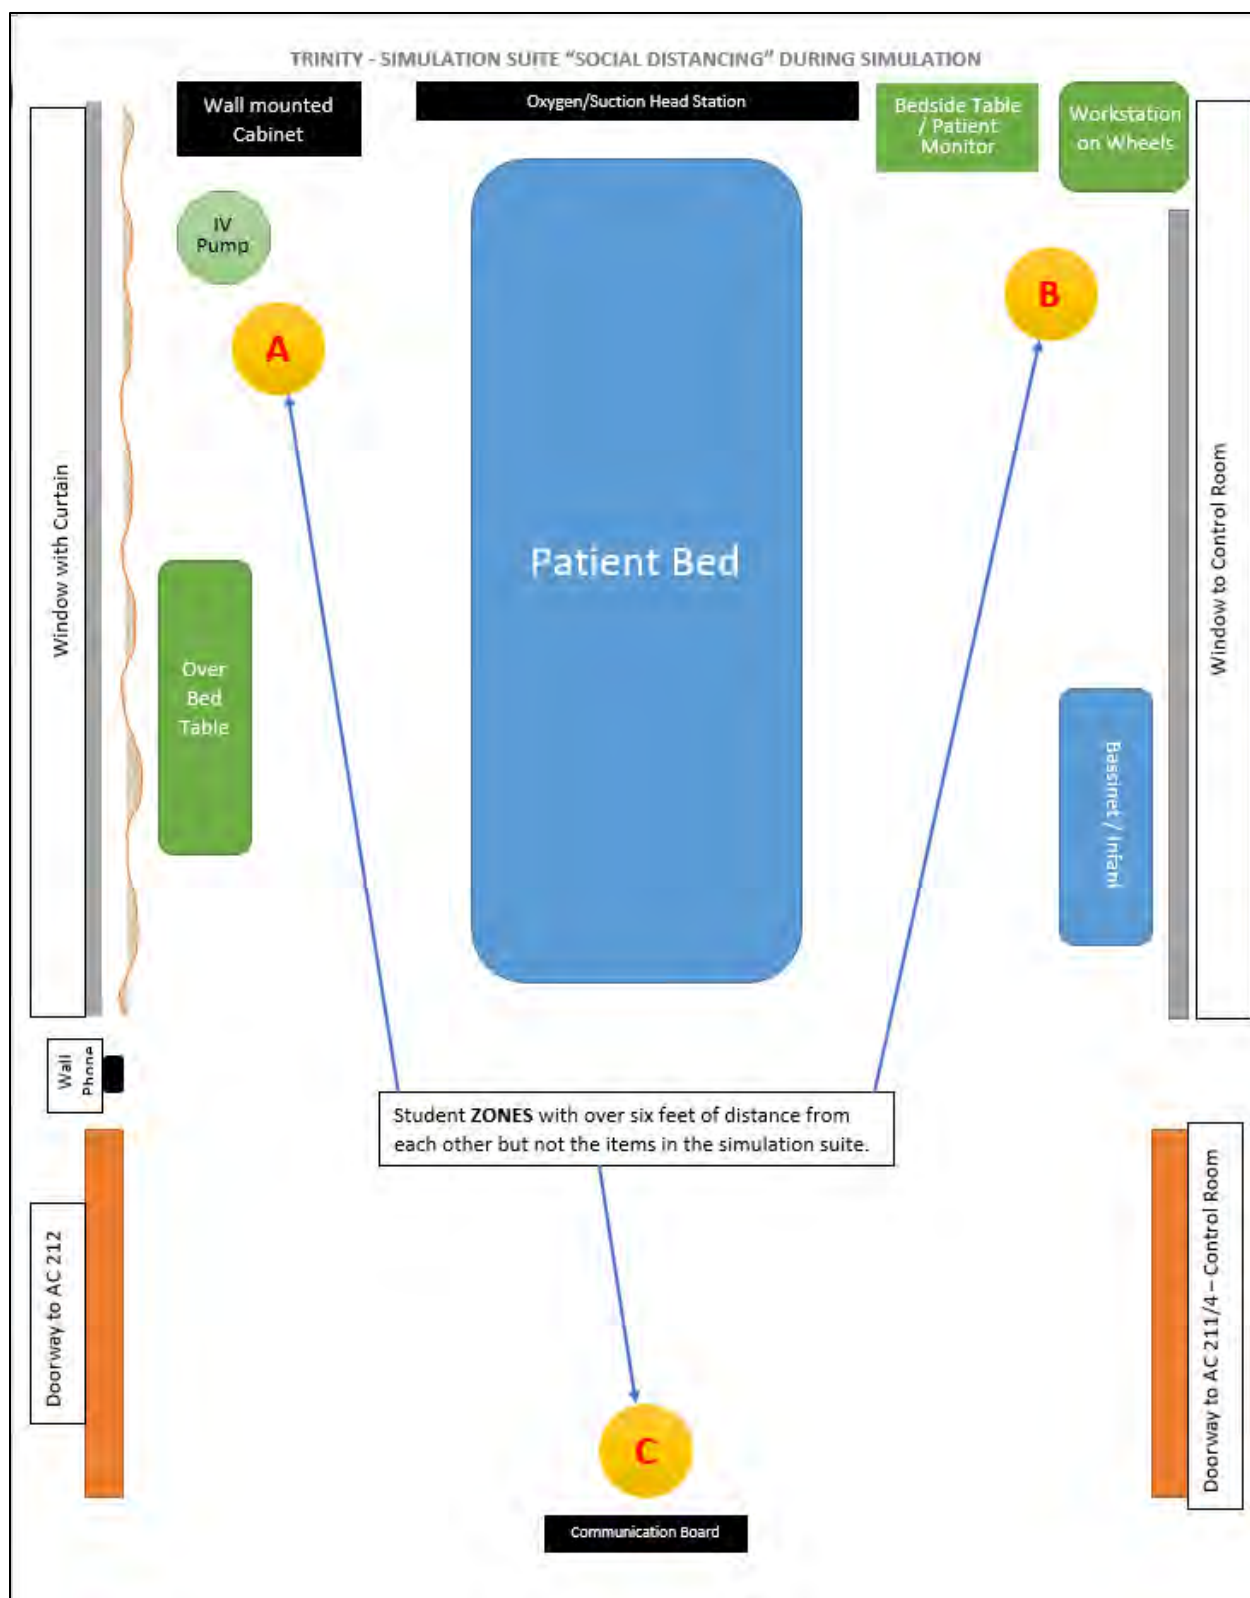 TRINITY - SIMULATION SUITE “SOCIAL DISTANCING” DURING SIMULATION
Wall mounted
Cabinet
Oxygen/Suction Head Station
Bedside Table
/ Patient
Monitor
Workstation
on Wheels
IV
Pump
A
B
Window with Curtain
Patient Bed
Window to Control Room
Over
Bed
Table
Bassinet / Infant
Wall
Phone
Student ZONES with over six feet of distance from
each other but not the items in the simulation suite.
Doorway to AC 212
Doorway to AC 211/4 – Control Room
C
Communication Board